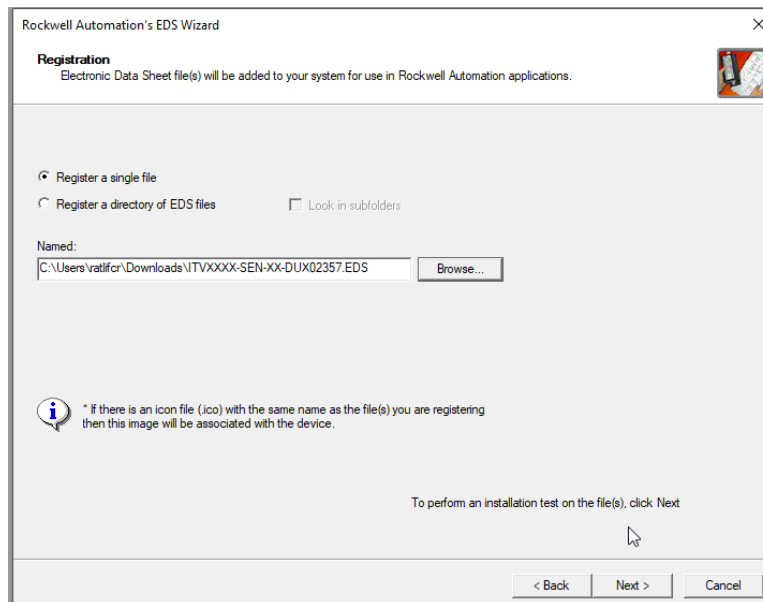 Rockwell Automation's EDS Wizard
Registration
Electronic Data Sheet file(s) will be added to your system for use in Rockwell Automation applications.
Register a single file
Register a directory of EDS files
Look in subfolders
Named:
C:\Users\ratlifcr\Downloads\ITVXXXX-SEN-XX-DUX02357.EDS
Browse...
* If there is an icon file (.ico) with the same name as the file(s) you are registering
then this image will be associated with the device.
To perform an installation test on the file(s), click Next
< Back
Next >
Cancel